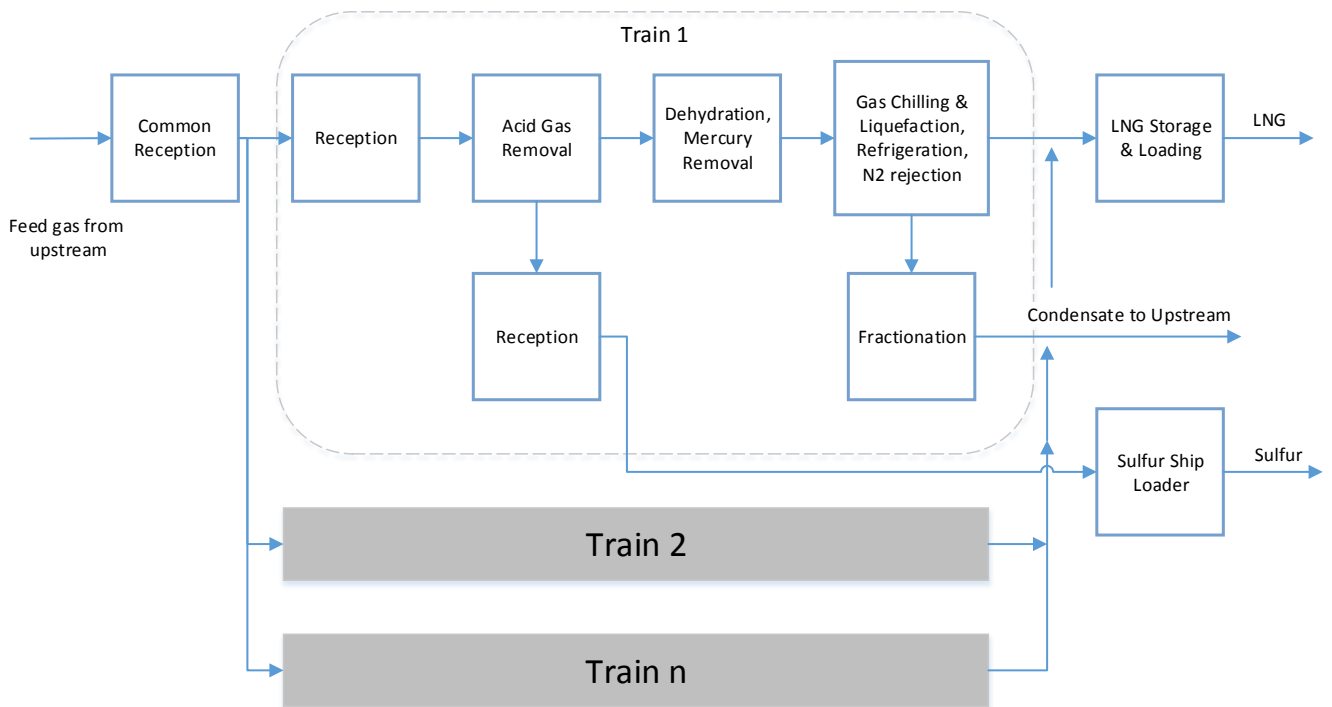 Train 1
Common
Reception
Reception
Acid Gas
Removal
Dehydration,
Mercury
Removal
Gas Chilling &
Liquefaction,
Refrigeration,
N2 rejection
LNG Storage
& Loading
LNG
Feed gas from
upstream
Reception
Fractionation
Condensate to Upstream
Sulfur Ship
Loader
Sulfur
Train 2
Train n